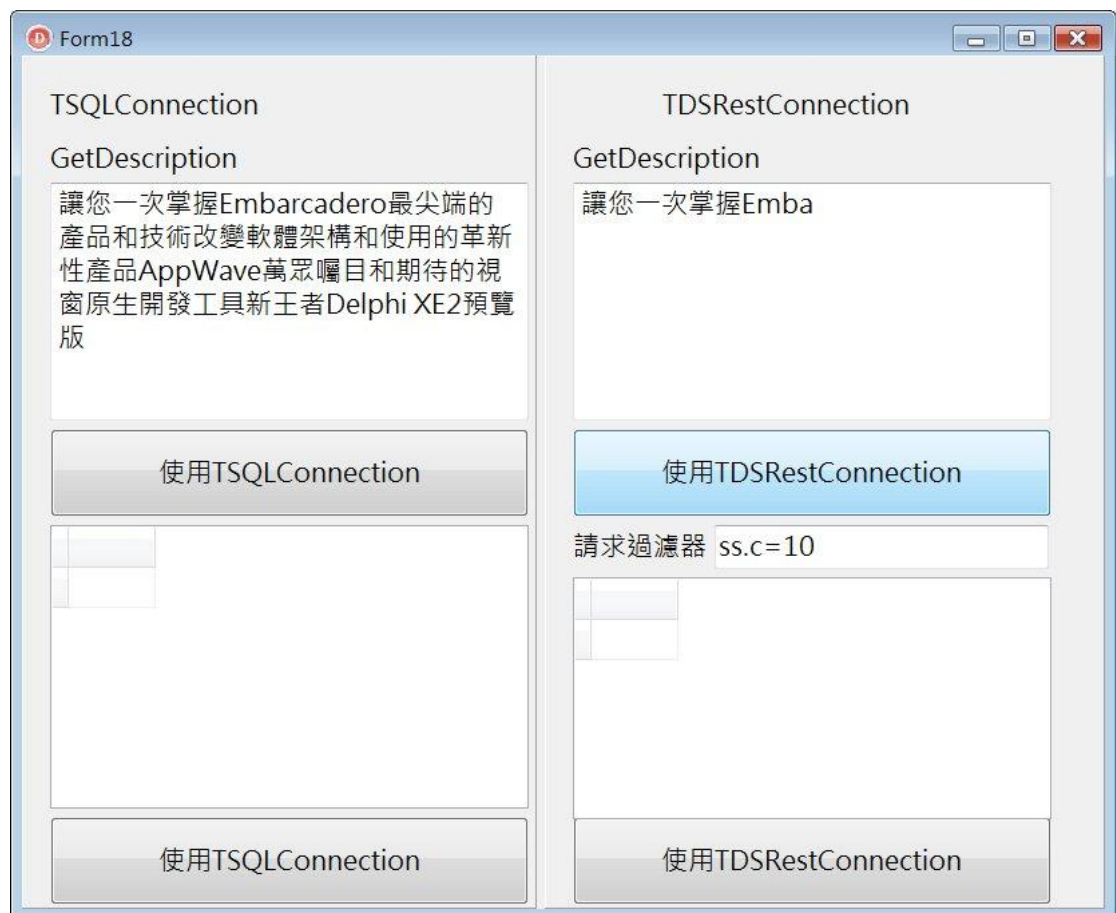 Form18
TSQLConnection
GetDescription
讓您一次掌握Embarcadero最尖端的
產品和技術改變軟體架構和使用的革新
性產品AppWave萬眾囑目和期待的視
窗原生開發工具新王者Delphi XE2預覽
版
使用TSQLConnection
使用TSQLConnection
TDSRestConnection
GetDescription
讓您一次掌握Emba
使用TDSRestConnection
請求過濾器 ss.c=10
使用TDSRestConnection